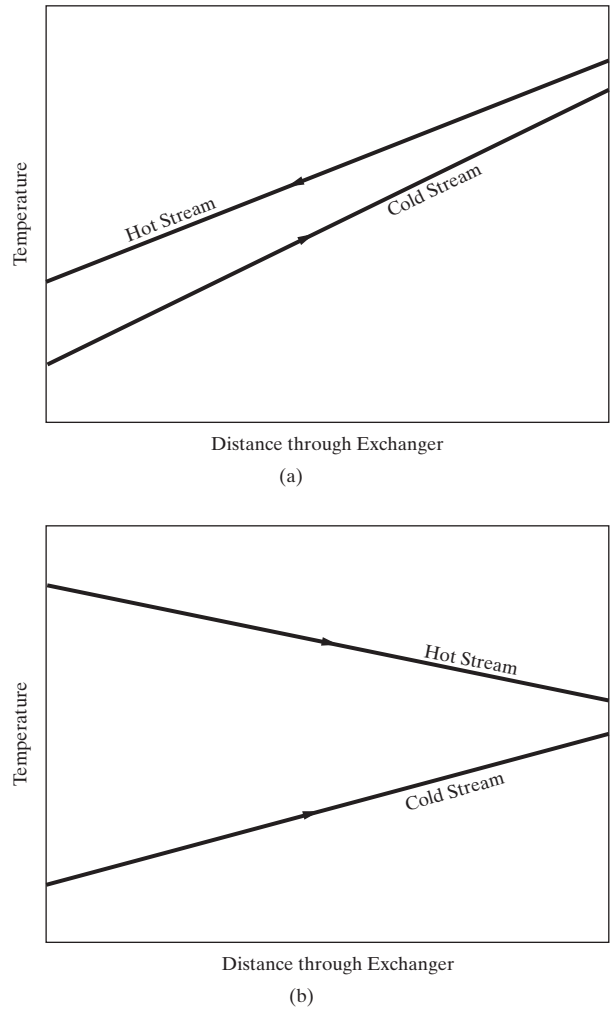 Temperature
Hot Stream
Cold Stream
Distance through Exchanger
(a)
Temperature
Hot Stream
Cold Stream
Distance through Exchanger
(b)